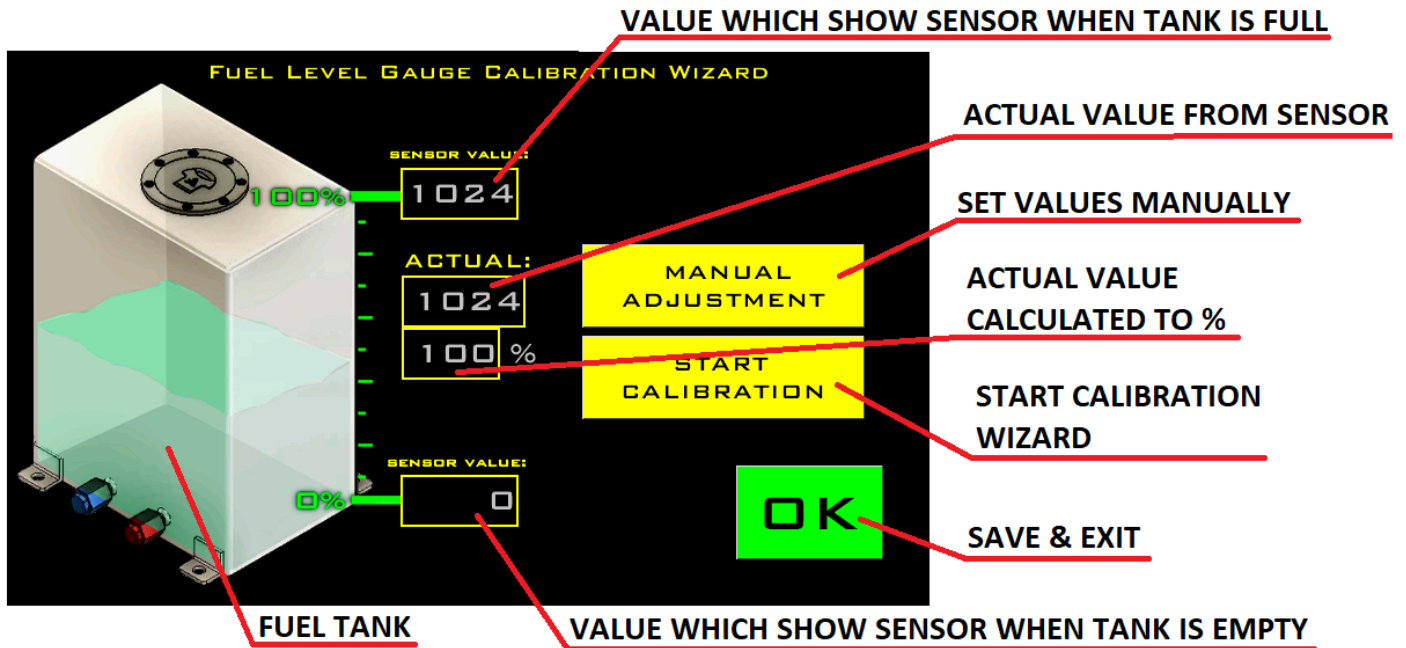 VALUE WHICH SHOW SENSOR WHEN TANK IS FULL
FUEL LEVEL GAUGE CALIBRATION WIZARD
ACTUAL VALUE FROM SENSOR
SENSOR VALUE:
100%
1024
SET VALUES MANUALLY
ACTUAL:
1024
100 %
MANUAL
ADJUSTMENT
ACTUAL VALUE
CALCULATED TO %
START
CALIBRATION
START CALIBRATION
WIZARD
SENSOR VALUE:
0%
0
OK
SAVE & EXIT
FUEL TANK
VALUE WHICH SHOW SENSOR WHEN TANK IS EMPTY